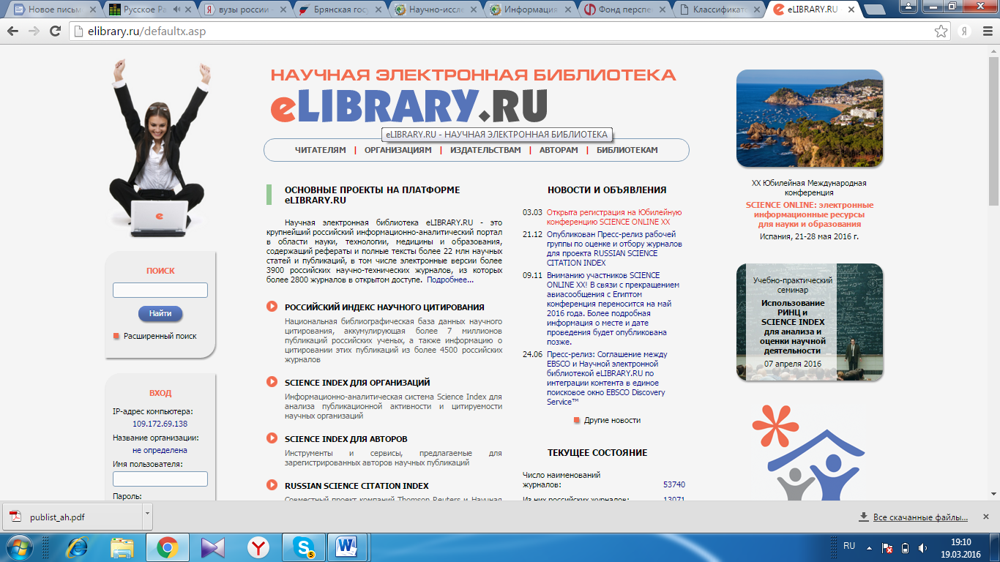 Новое письмо
Русское Ра
вузы россии -
Брянская гос
Научно-иссле
Информация
Фонд перспе
Классификат
eLIBRARY.RU
elibrary.ru/defaultx.asp
НАУЧНАЯ ЭЛЕКТРОННАЯ БИБЛИОТЕКА
eLIBRARY.RU
eLIBRARY.RU - НАУЧНАЯ ЭЛЕКТРОННАЯ БИБЛИОТЕКА
ЧИТАТЕЛЯМ | ОРГАНИЗАЦИЯМ | ИЗДАТЕЛЬСТВАМ | АВТОРАМ | БИБЛИОТЕКАМ
ПОИСК
Найти
Расширенный поиск
ВХОД
IP-адрес компьютера:
109.172.69.138
Название организации:
не определена
Имя пользователя:
Пароль:
ОСНОВНЫЕ ПРОЕКТЫ НА ПЛАТФОРМЕ
eLIBRARY.RU
Научная электронная библиотека eLIBRARY.RU - это
крупнейший российский информационно-аналитический портал
в области науки, технологии, медицины и образования,
содержащий рефераты и полные тексты более 22 млн научных
статей и публикаций, в том числе электронные версии более
3900 российских научно-технических журналов, из которых
более 2800 журналов в открытом доступе. Подробнее...
РОССИЙСКИЙ ИНДЕКС НАУЧНОГО ЦИТИРОВАНИЯ
Национальная библиографическая база данных научного
цитирования, аккумулирующая более 7 миллионов
публикаций российских ученых, а также информацию о
цитировании этих публикаций из более 4500 российских
журналов
SCIENCE INDEX ДЛЯ ОРГАНИЗАЦИЙ
Информационно-аналитическая система Science Index для
анализа публикационной активности и цитируемости
научных организаций
SCIENCE INDEX ДЛЯ АВТОРОВ
Инструменты и сервисы, предлагаемые для
зарегистрированных авторов научных публикаций
RUSSIAN SCIENCE CITATION INDEX
Совместный проект компаний Thomson Reuters и Научная
НОВОСТИ И ОБЪЯВЛЕНИЯ
03.03 Открыта регистрация на Юбилейную
конференцию SCIENCE ONLINE XX
21.12 Опубликован Пресс-релиз рабочей
группы по оценке и отбору журналов
для проекта RUSSIAN SCIENCE
CITATION INDEX
09.11 Вниманию участников SCIENCE
ONLINE XX! В связи с прекращением
авиасообщения с Египтом
конференция переносится на май
2016 года. Более подробная
информация о месте и дате
проведения будет опубликована
позже.
24.06 Пресс-релиз: Соглашение между
EBSCO и Научной электронной
библиотекой eLIBRARY.RU по
интеграции контента в единое
поисковое окно EBSCO Discovery
Service™
Другие новости
ТЕКУЩЕЕ СОСТОЯНИЕ
Число наименований
журналов: 53740
Из них российских журналов: 13071
XX Юбилейная Международная
конференция
SCIENCE ONLINE: электронные
информационные ресурсы
для науки и образования
Испания, 21-28 мая 2016 г.
Учебно-практический
семинар
Использование
РИНЦ и
SCIENCE INDEX
для анализа и
оценки научной
деятельности
07 апреля 2016
publist_ah.pdf
Все скачанные файлы...
5
RU
19:10
19.03.2016